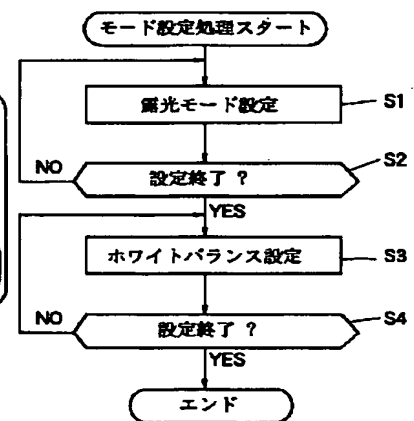 モード設定処理スタート
露光モード設定
S1
設定終了 ?
S2
NO
YES
ホワイトバランス設定
S3
設定終了 ?
S4
NO
YES
エンド